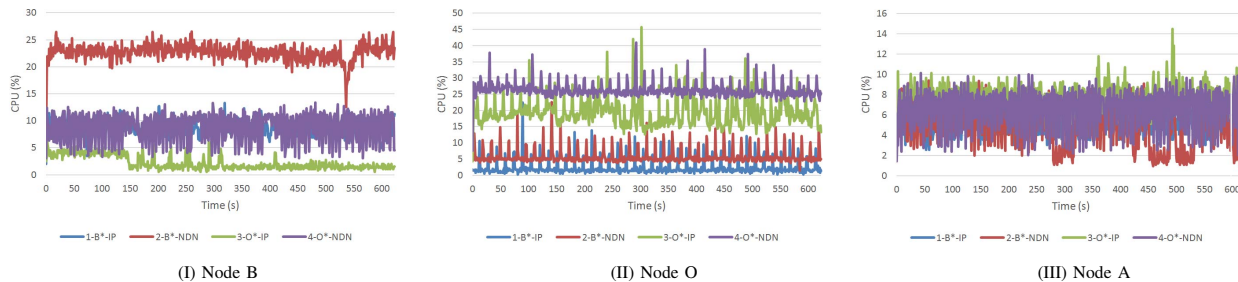 30
25
20
15
10
5
0
CPU (%)
0 50 100 150 200 250 300 350 400 450 500 550 600
Time (s)
1-B*-IP 2-B*-NDN 3-O*-IP 4-O*-NDN
(I) Node B
50
45
40
35
30
25
20
15
10
5
0
CPU (%)
0 50 100 150 200 250 300 350 400 450 500 550 600
Time (s)
1-B*-IP 2-B*-NDN 3-O*-IP 4-O*-NDN
(II) Node O
16
14
12
10
8
6
4
2
0
CPU (%)
0 50 100 150 200 250 300 350 400 450 500 550 600
Time (s)
1-B*-IP 2-B*-NDN 3-O*-IP 4-O*-NDN
(III) Node A